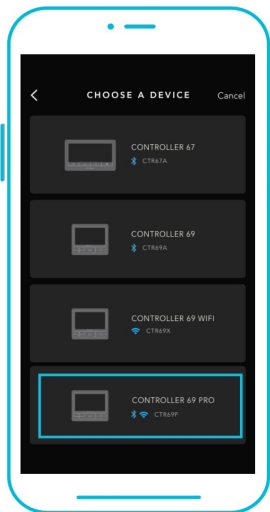 CHOOSE A DEVICE Cancel
CONTROLLER 67
CTR67A
CONTROLLER 69
CTR69A
CONTROLLER 69 WIFI
CTR69X
CONTROLLER 69 PRO
CTR69P